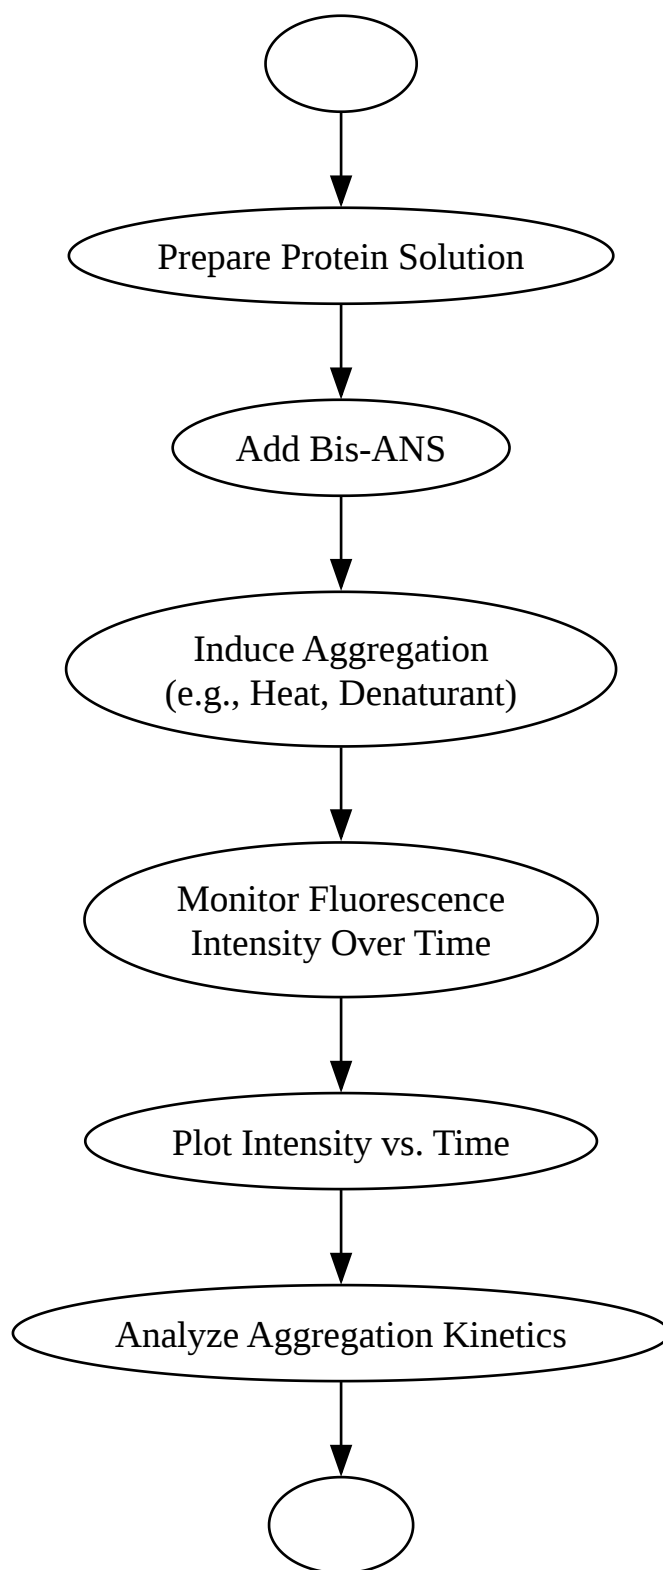 Prepare Protein Solution
Add Bis-ANS
Induce Aggregation
(e.g., Heat, Denaturant)
Monitor Fluorescence
Intensity Over Time
Plot Intensity vs. Time
Analyze Aggregation Kinetics